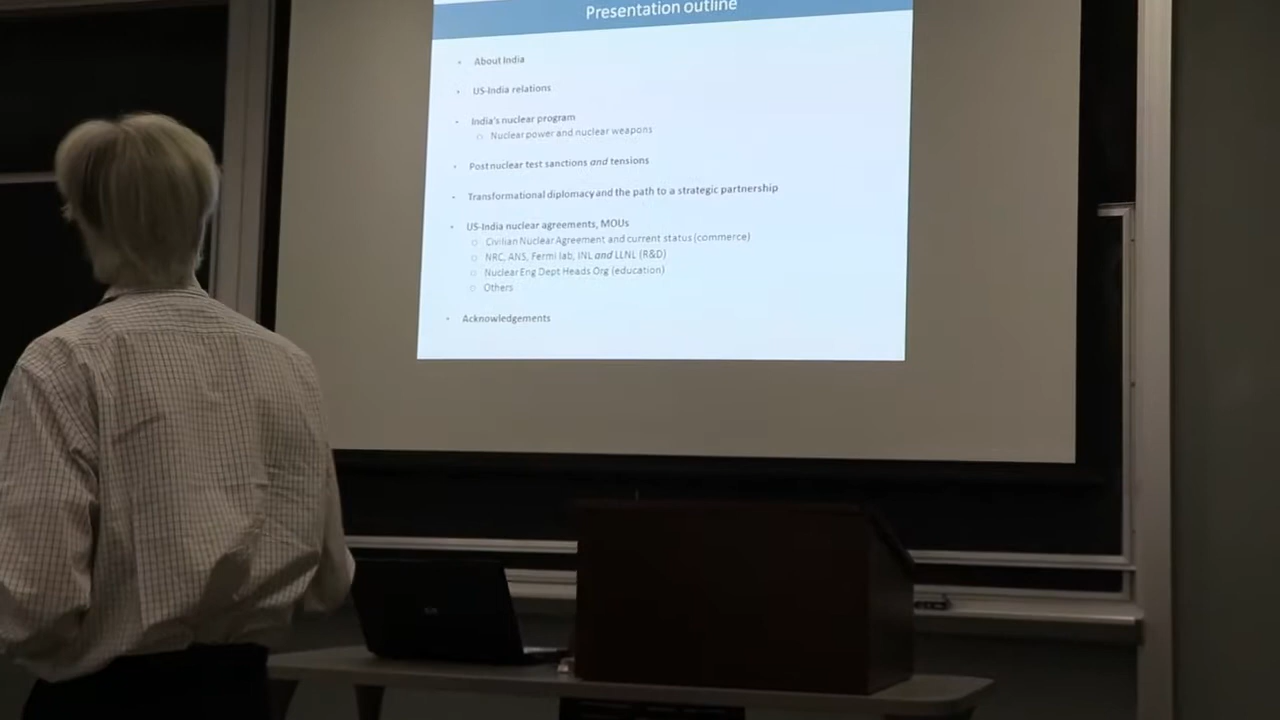 Presentation outline
• About India
• US-India relations
• India's nuclear program
o Nuclear power and nuclear weapons
• Post nuclear test sanctions and tensions
• Transformational diplomacy and the path to a strategic partnership
• US-India nuclear agreements, MOUs
o Civilian Nuclear Agreement and current status (commerce)
o NRC, ANS, Fermi lab, INL and LLNL (R&D)
o Nuclear Eng Dept Heads Org (education)
o Others
• Acknowledgements
hp